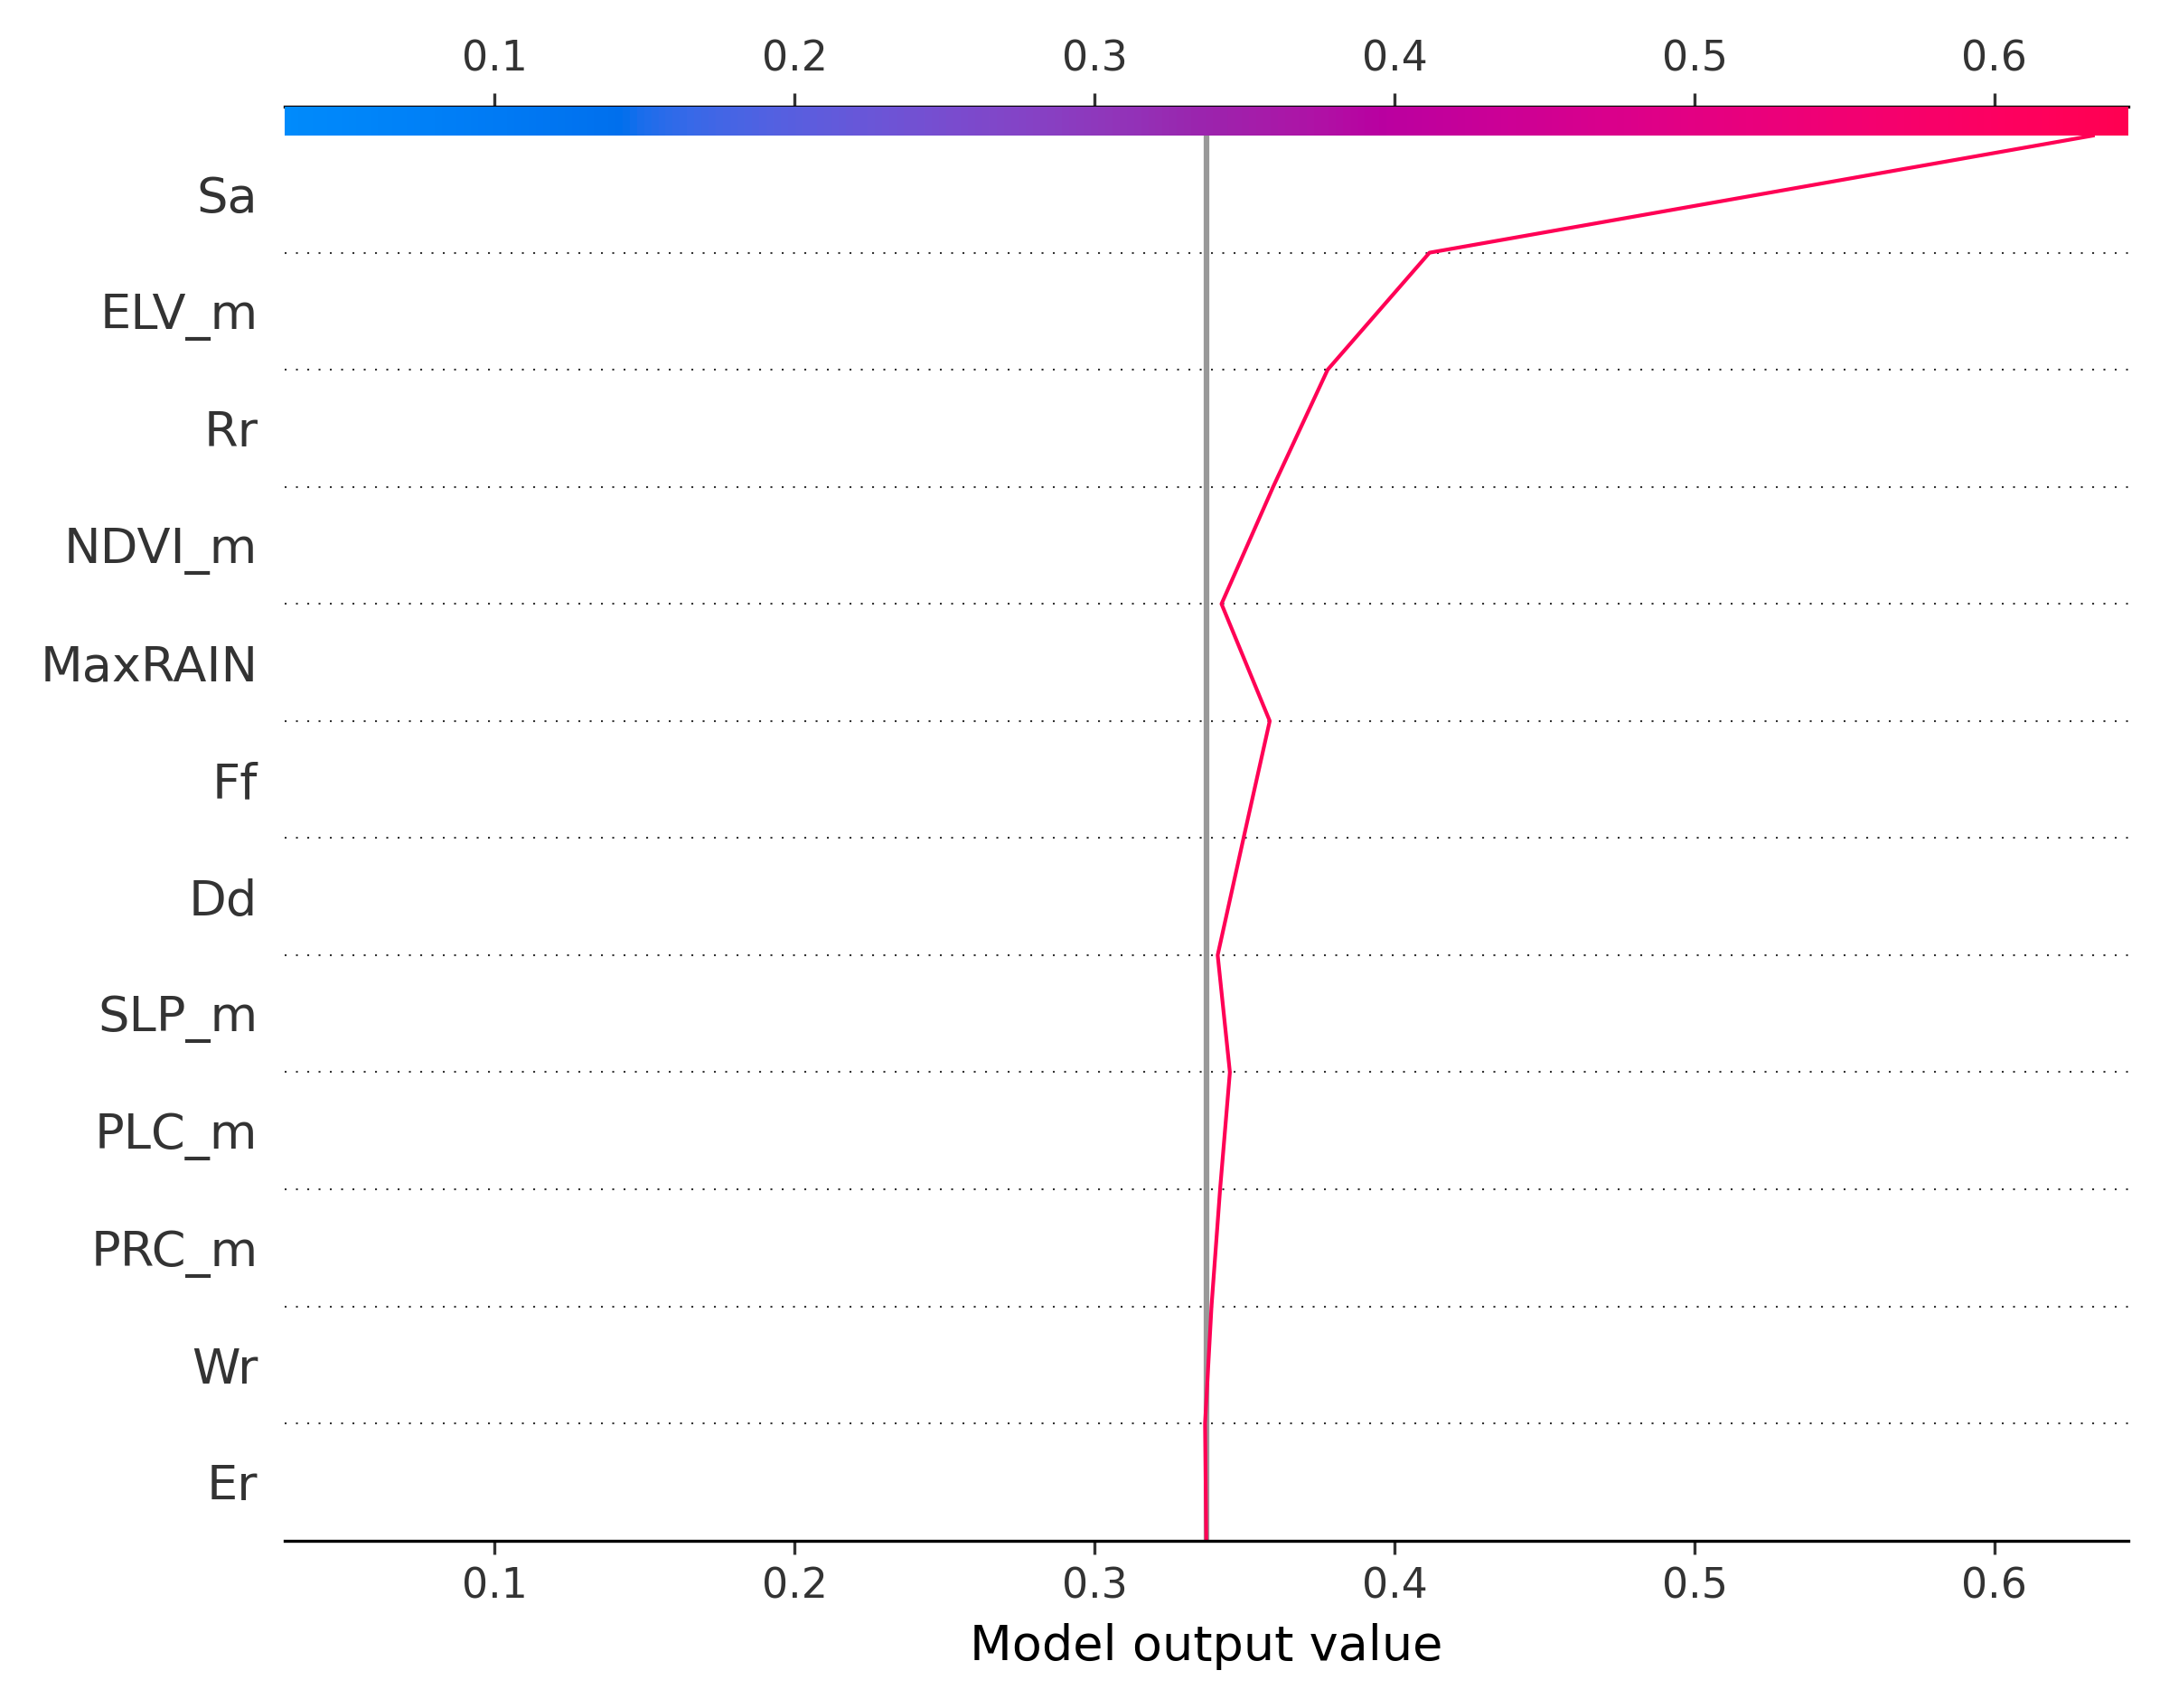 0.1 0.2 0.3 0.4 0.5 0.6
Sa
ELV_m
Rr
NDVI_m
MaxRAIN
Ff
Dd
SLP_m
PLC_m
PRC_m
Wr
Er
0.1 0.2 0.3 0.4 0.5 0.6
Model output value